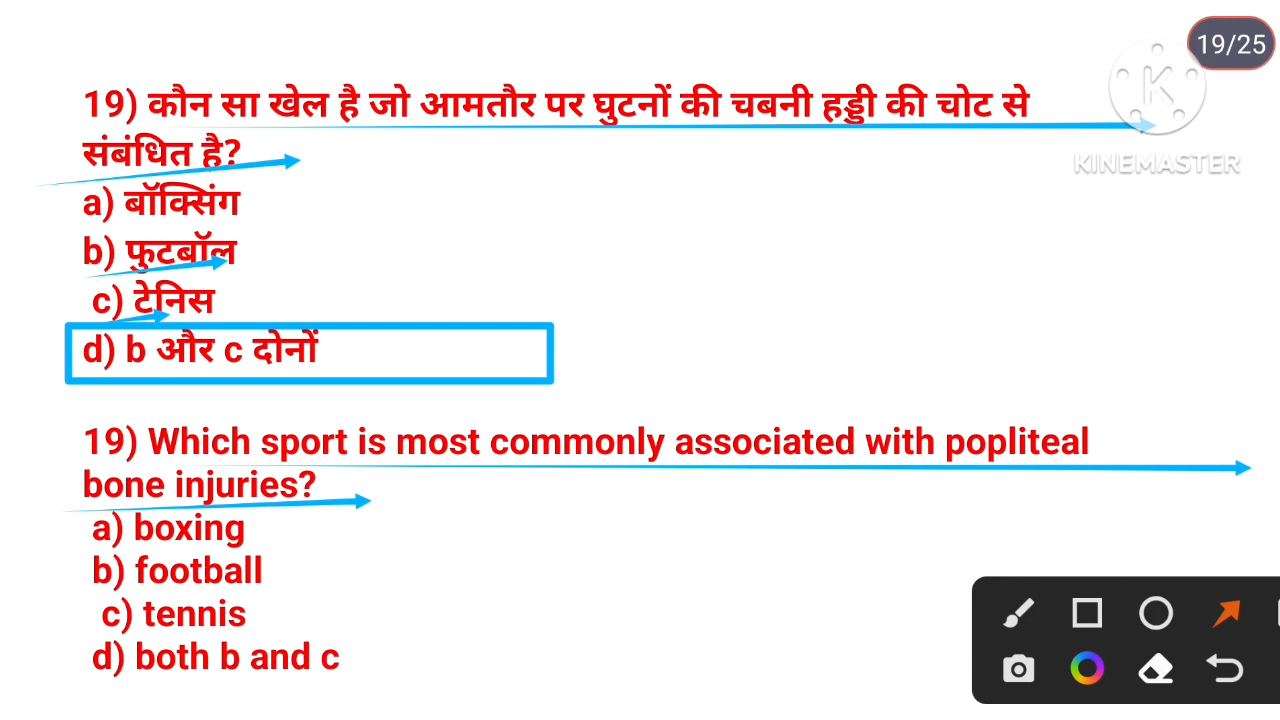 19/25
19) कौन सा खेल है जो आमतौर पर घुटनों की चबनी हड्डी की चोट से
संबंधित है?
KINEMASTER
a) बॉक्सिंग
b) फुटबॉल
c) टेनिस
d) b और c दोनों
19) Which sport is most commonly associated with popliteal
bone injuries?
a) boxing
b) football
c) tennis
d) both b and c